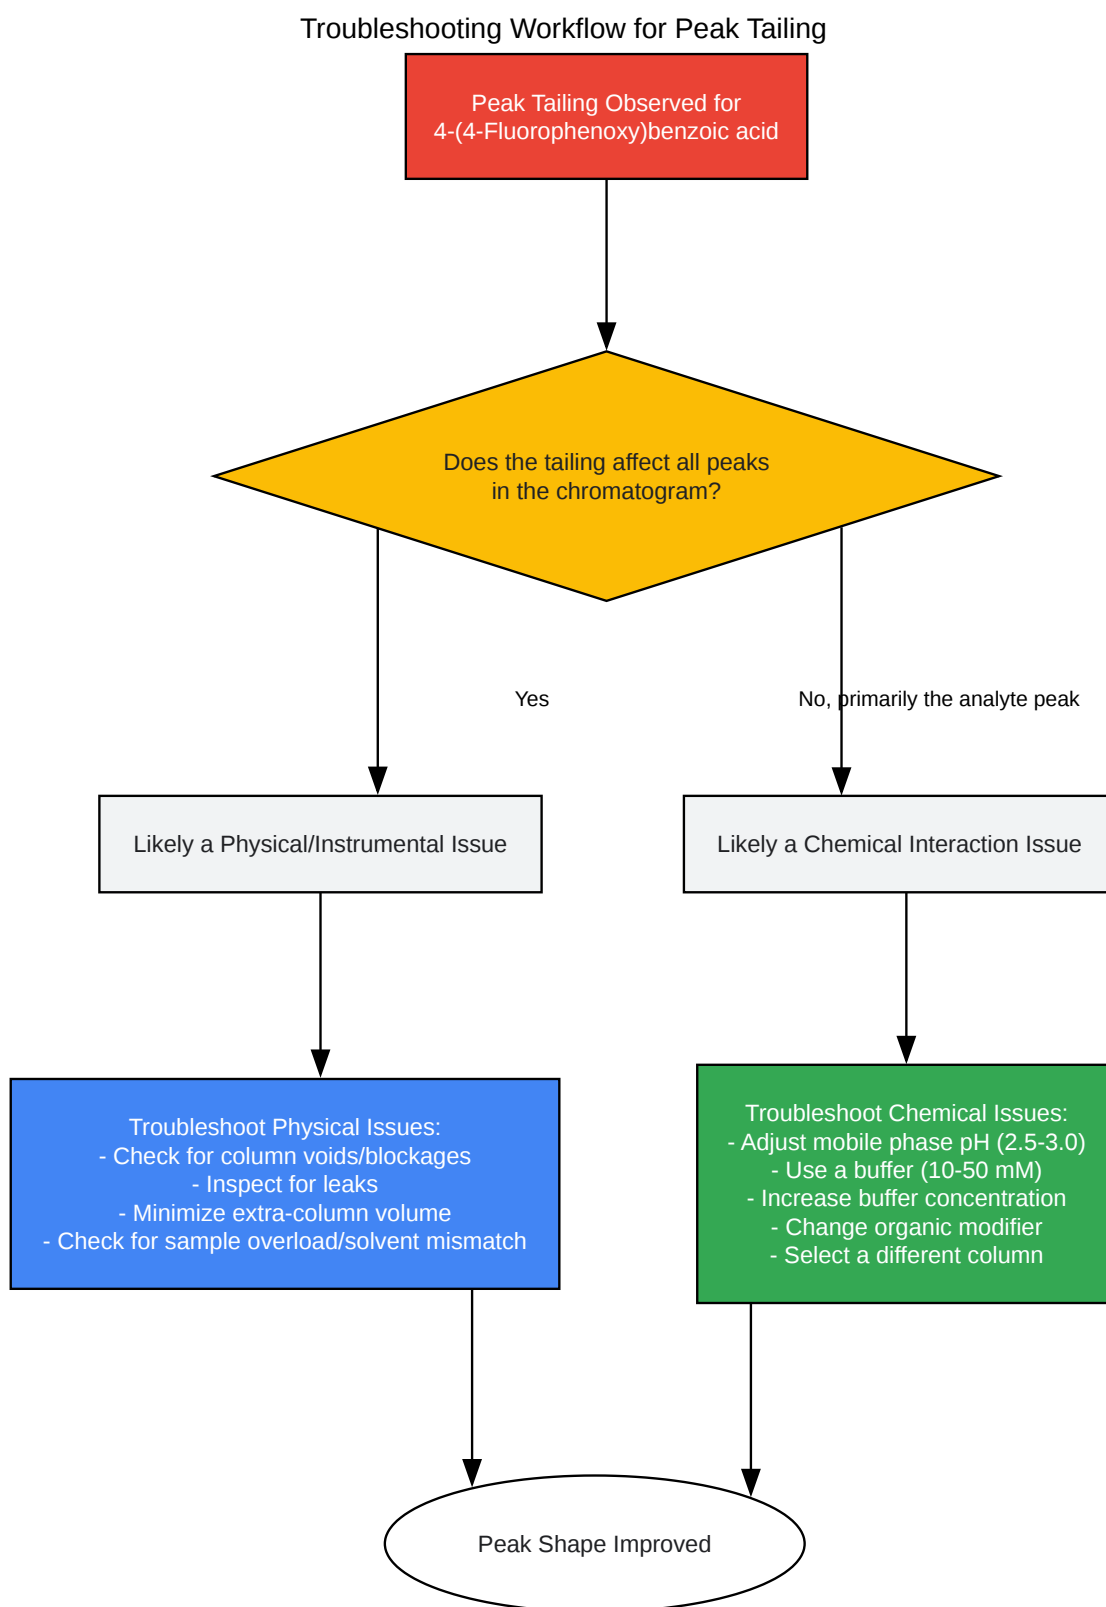 Troubleshooting Workflow for Peak Tailing
Peak Tailing Observed for
4-(4-Fluorophenoxy)benzoic acid
Does the tailing affect all peaks
in the chromatogram?
Yes
No, primarily the analyte peak
Likely a Physical/Instrumental Issue
Likely a Chemical Interaction Issue
Troubleshoot Physical Issues:
- Check for column voids/blockages
- Inspect for leaks
- Minimize extra-column volume
- Check for sample overload/solvent mismatch
Troubleshoot Chemical Issues:
- Adjust mobile phase pH (2.5-3.0)
- Use a buffer (10-50 mM)
- Increase buffer concentration
- Change organic modifier
- Select a different column
Peak Shape Improved